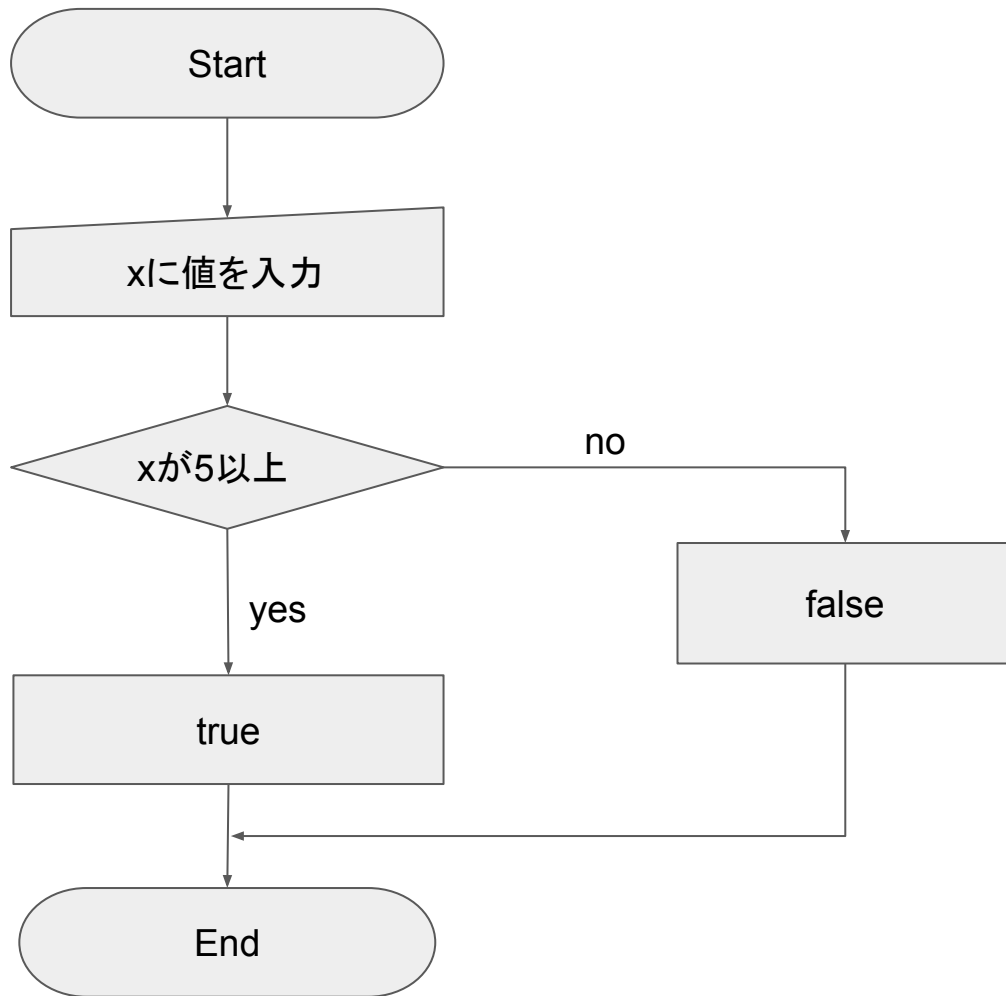 Start
xに値を入力
xが5以上
no
yes
false
true
End